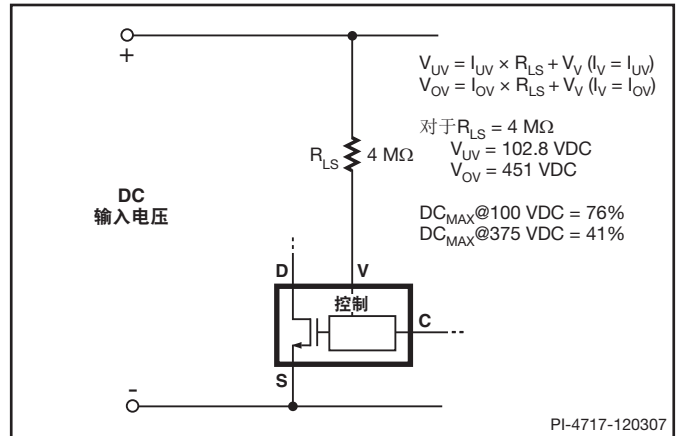 +
V_UV = I_UV × R_LS + V_V (I_V = I_UV)
V_OV = I_OV × R_LS + V_V (I_V = I_OV)
对于R_LS = 4 MΩ
V_UV = 102.8 VDC
V_OV = 451 VDC
R_LS 4 MΩ
DC
输入电压
DC_MAX@100 VDC = 76%
DC_MAX@375 VDC = 41%
D V
控制
C
S
-
PI-4717-120307